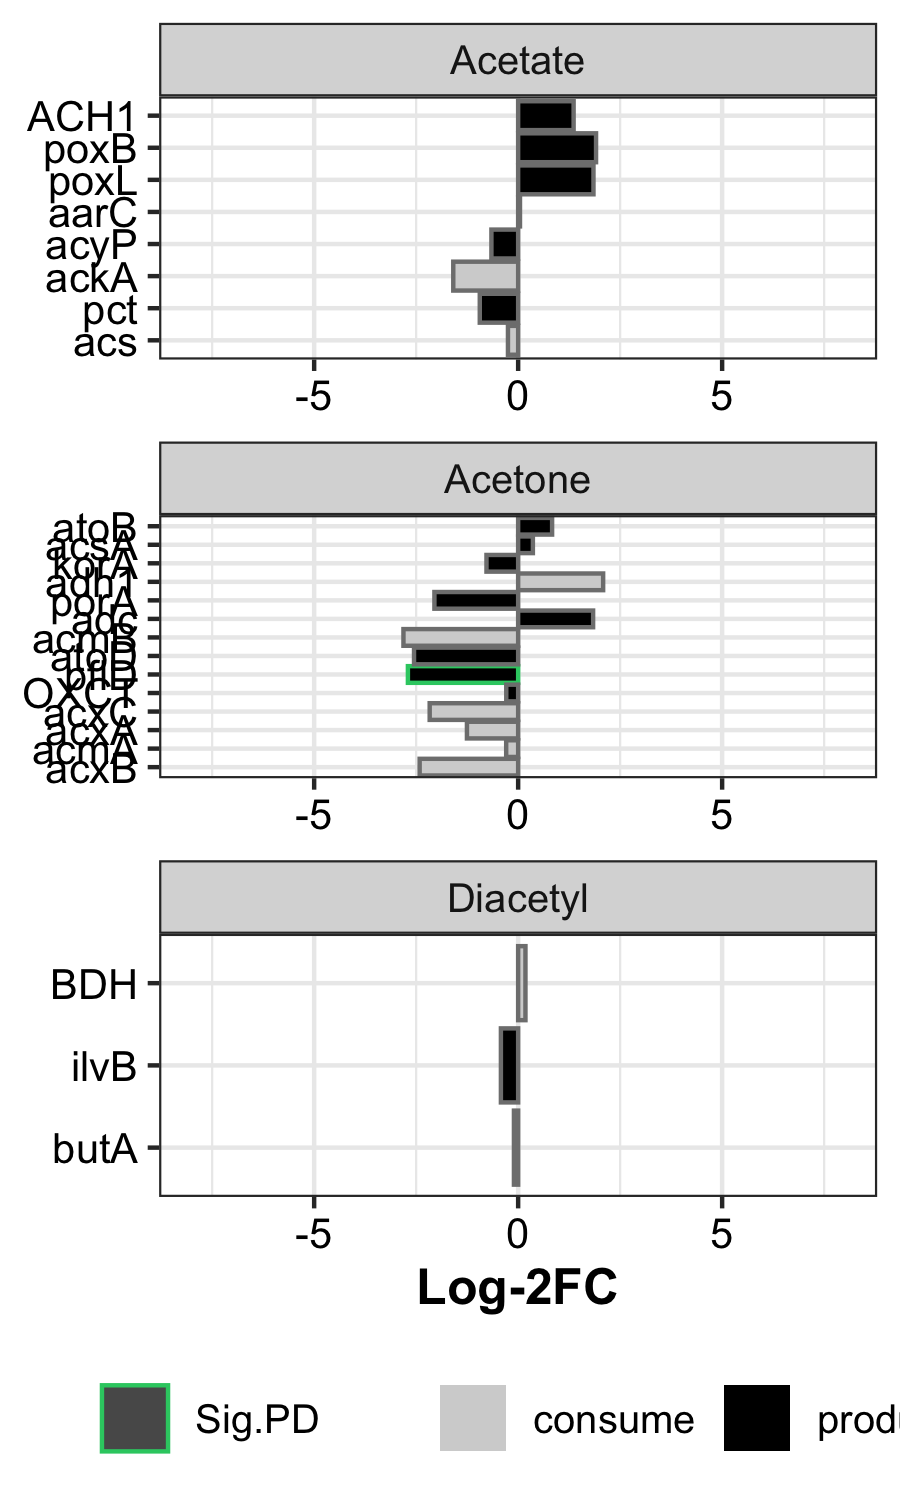 Acetate
ACH1
poxB
poxL
aarC
acyP
ackA
pct
acs
-5 0 5
Acetone
atoB
acsA
korA
adh1
porA
adc
acmB
atoD
OXCT
acxC
acxA
acmA
acxB
-5 0 5
Diacetyl
BDH
ilvB
butA
-5 0 5
Log-2FC
Sig.PD consume produ